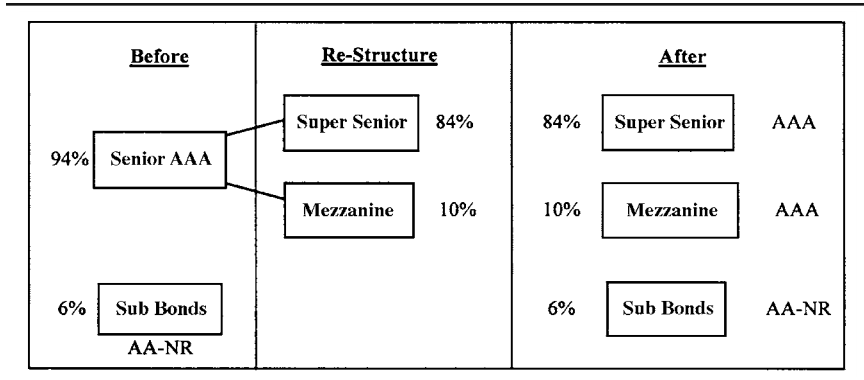 Before
Re-Structure
After
Super Senior 84%
84% Super Senior AAA
94% Senior AAA
Mezzanine 10%
10% Mezzanine AAA
6% Sub Bonds
AA-NR
6% Sub Bonds AA-NR